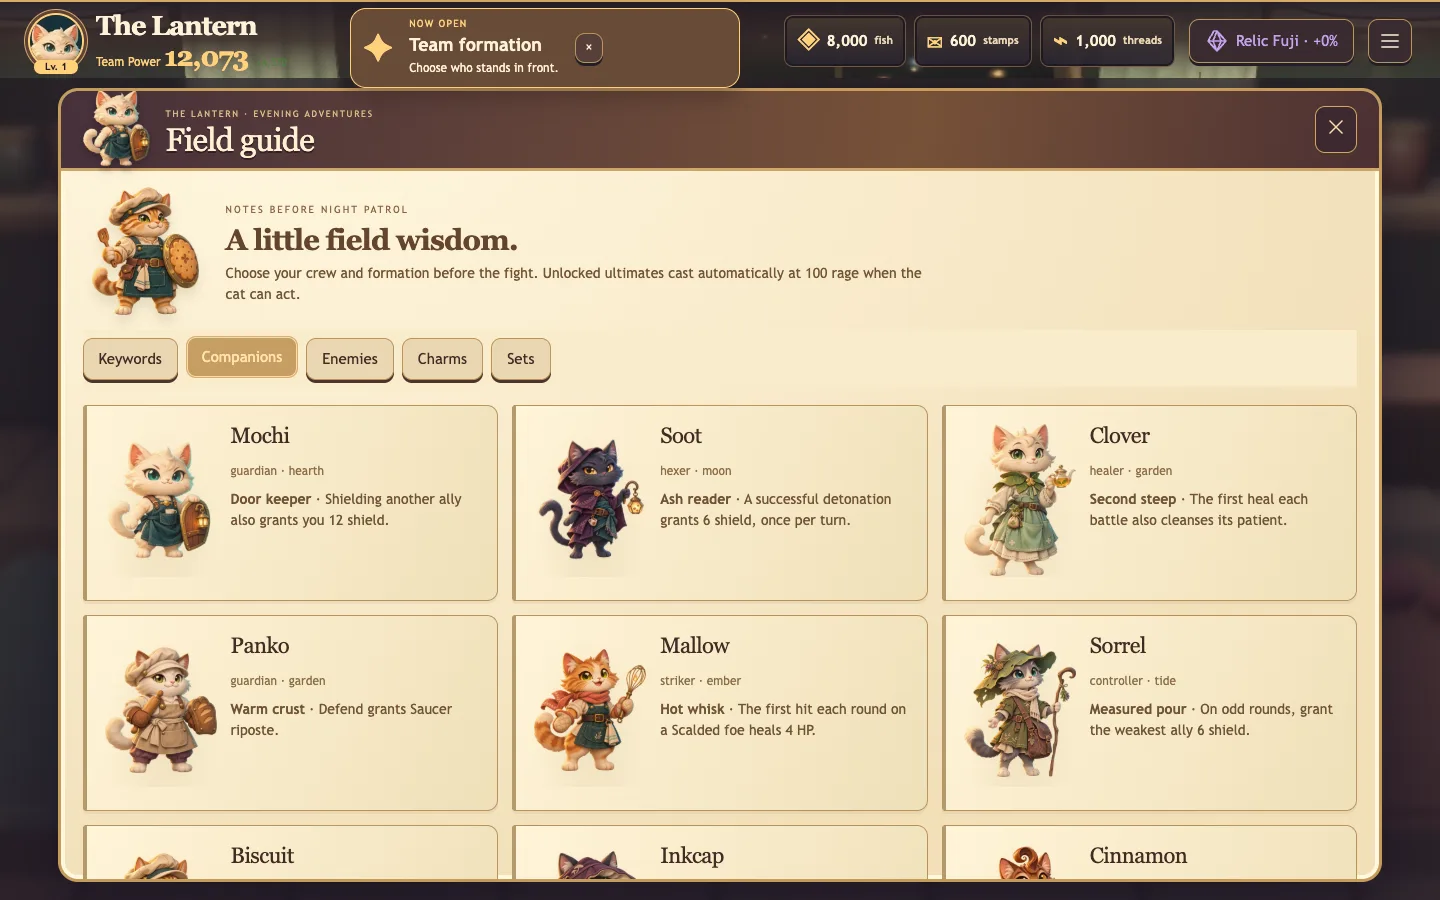 The Lantern
Lv. 1
Team Power 12,073
NOW OPEN
Team formation
Choose who stands in front.
×
8,000 fish
600 stamps
1,000 threads
Relic Fuji · +0%
THE LANTERN · EVENING ADVENTURES
Field guide
NOTES BEFORE NIGHT PATROL
A little field wisdom.
Choose your crew and formation before the fight. Unlocked ultimates cast automatically at 100 rage when the
cat can act.
Keywords
Companions
Enemies
Charms
Sets
Mochi
guardian · hearth
Door keeper · Shielding another ally
also grants you 12 shield.
Soot
hexer · moon
Ash reader · A successful detonation
grants 6 shield, once per turn.
Clover
healer · garden
Second steep · The first heal each
battle also cleanses its patient.
Panko
guardian · garden
Warm crust · Defend grants Saucer
riposte.
Mallow
striker · ember
Hot whisk · The first hit each round on
a Scalded foe heals 4 HP.
Sorrel
controller · tide
Measured pour · On odd rounds, grant
the weakest ally 6 shield.
Biscuit
Inkcap
Cinnamon